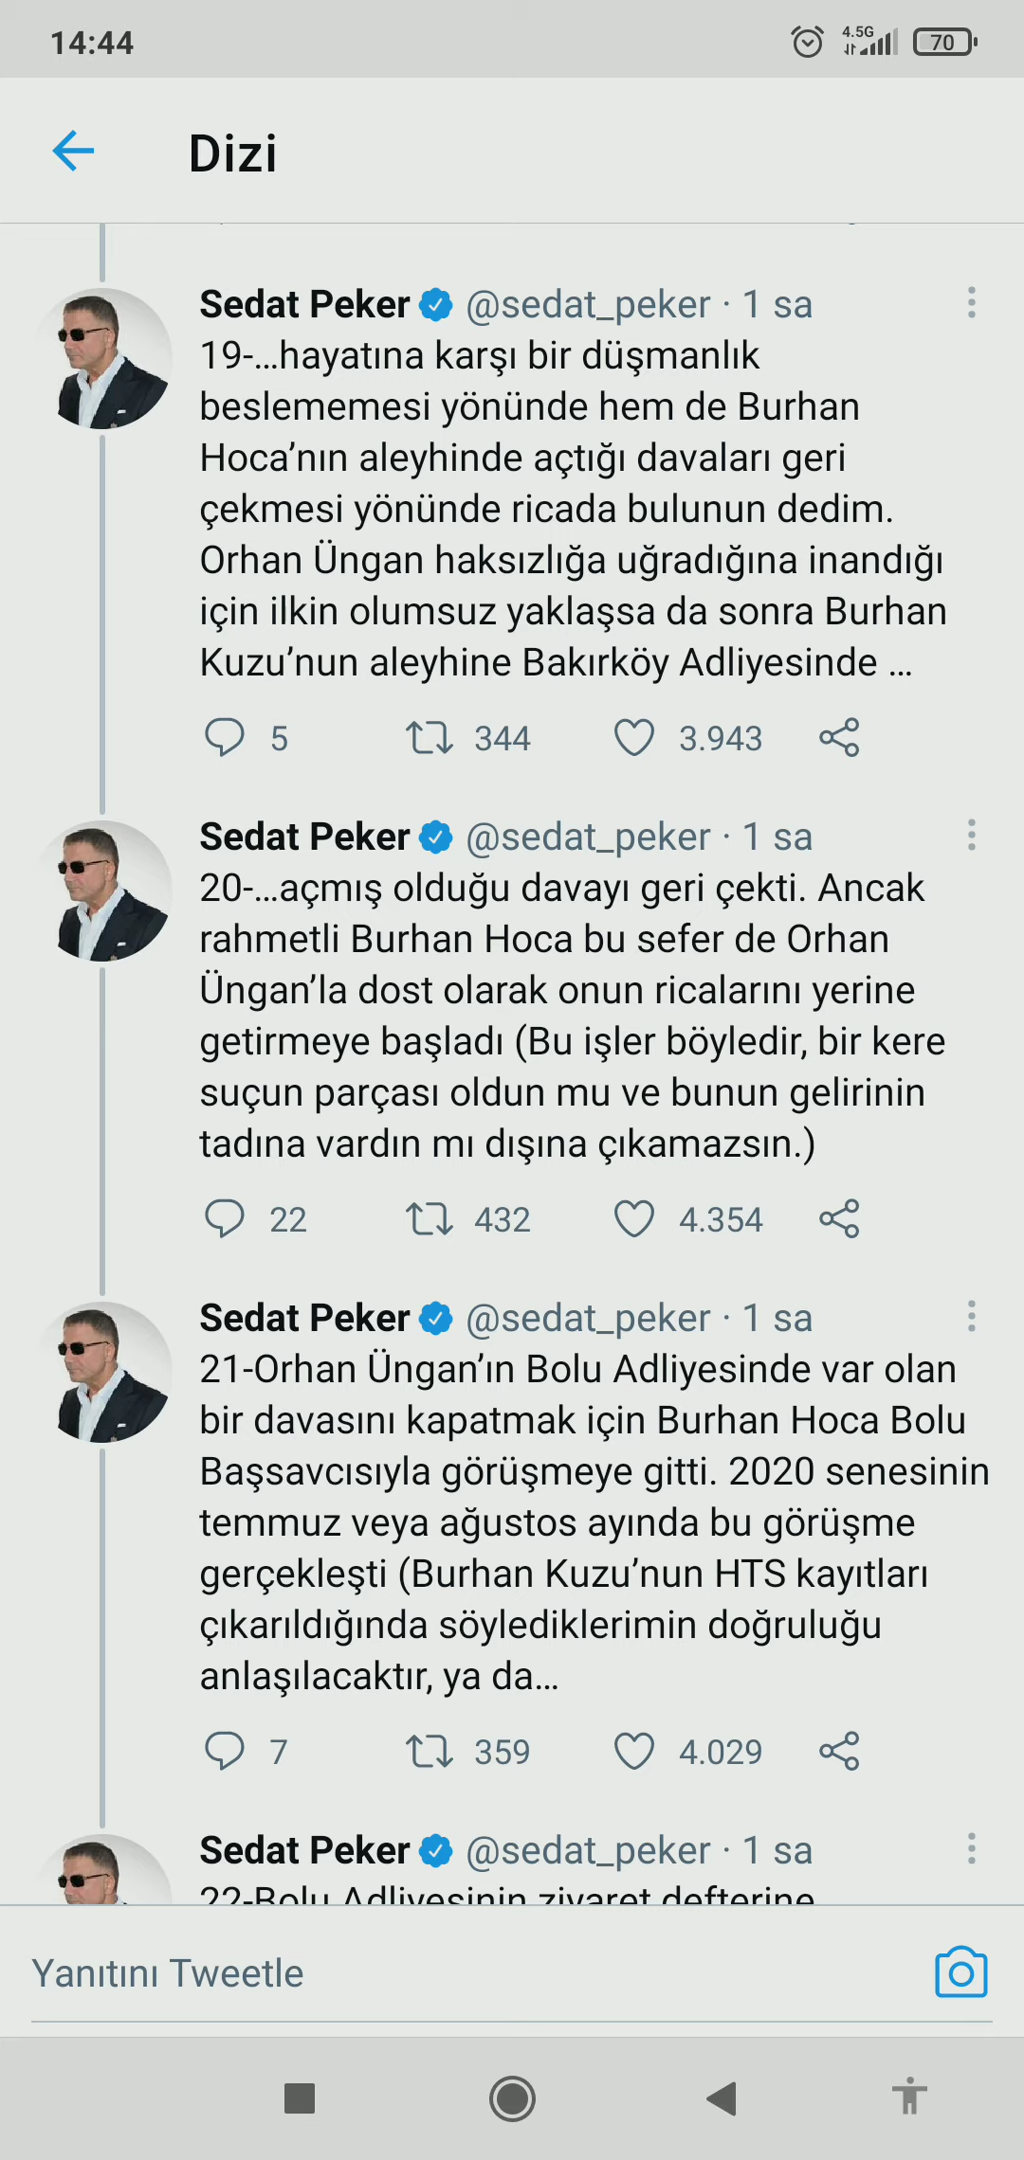 14:44
4.5G
70
Dizi
Sedat Peker @sedat_peker · 1 sa
19-...hayatına karşı bir düşmanlık
beslememesi yönünde hem de Burhan
Hoca’nın aleyhinde açtığı davaları geri
çekmesi yönünde ricada bulunun dedim.
Orhan Üngan haksızlığa uğradığına inandığı
için ilkin olumsuz yaklaşsa da sonra Burhan
Kuzu’nun aleyhine Bakırköy Adliyesinde ...
5 344 3.943
Sedat Peker @sedat_peker · 1 sa
20-...açmış olduğu davayı geri çekti. Ancak
rahmetli Burhan Hoca bu sefer de Orhan
Üngan’la dost olarak onun ricalarını yerine
getirmeye başladı (Bu işler böyledir, bir kere
suçun parçası oldun mu ve bunun gelirinin
tadına vardın mı dışına çıkamazsın.)
22 432 4.354
Sedat Peker @sedat_peker · 1 sa
21-Orhan Üngan’ın Bolu Adliyesinde var olan
bir davasını kapatmak için Burhan Hoca Bolu
Başsavcısıyla görüşmeye gitti. 2020 senesinin
temmuz veya ağustos ayında bu görüşme
gerçekleşti (Burhan Kuzu’nun HTS kayıtları
çıkarıldığında söylediklerimin doğruluğu
anlaşılacaktır, ya da...
7 359 4.029
Sedat Peker @sedat_peker · 1 sa
22-Bolu Adliyesinin ziyaret defterine
Yanıtını Tweetle